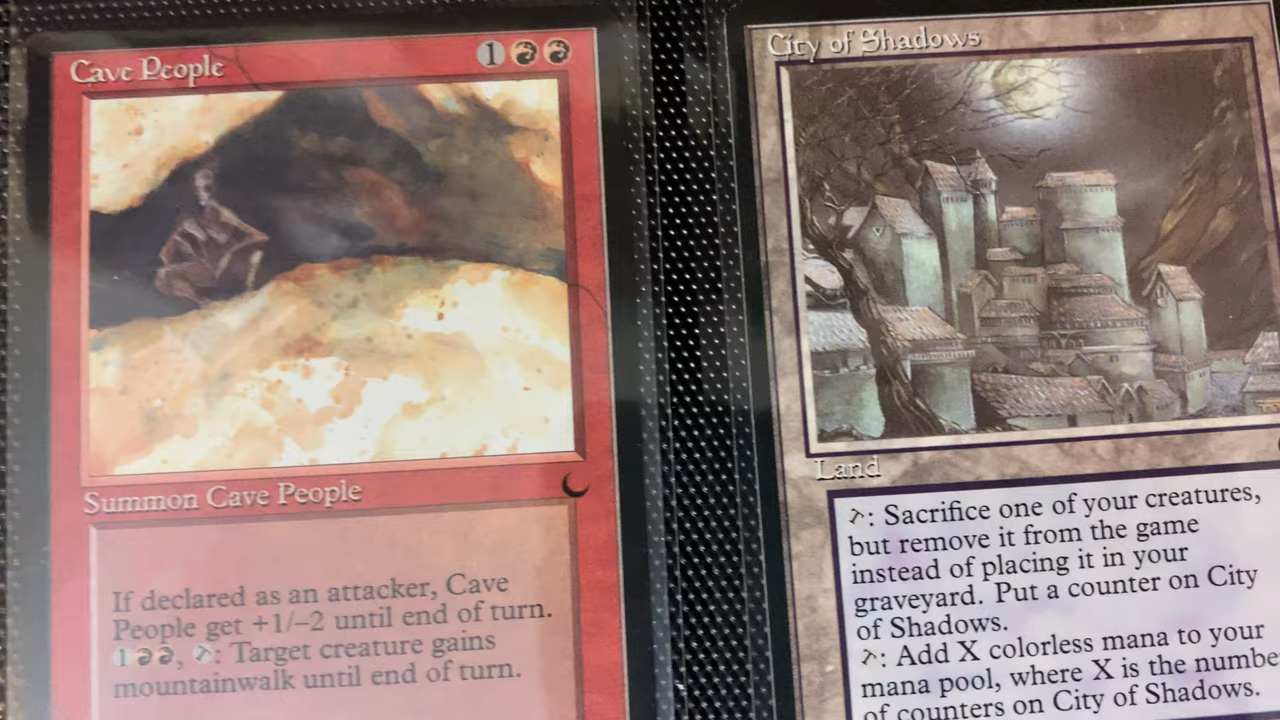 Cave People
1
Summon Cave People
If declared as an attacker, Cave
People get +1/–2 until end of turn.
1 , : Target creature gains
mountainwalk until end of turn.
City of Shadows
Land
: Sacrifice one of your creatures,
but remove it from the game
instead of placing it in your
graveyard. Put a counter on City
of Shadows.
: Add X colorless mana to your
mana pool, where X is the numbe
of counters on City of Shadows.